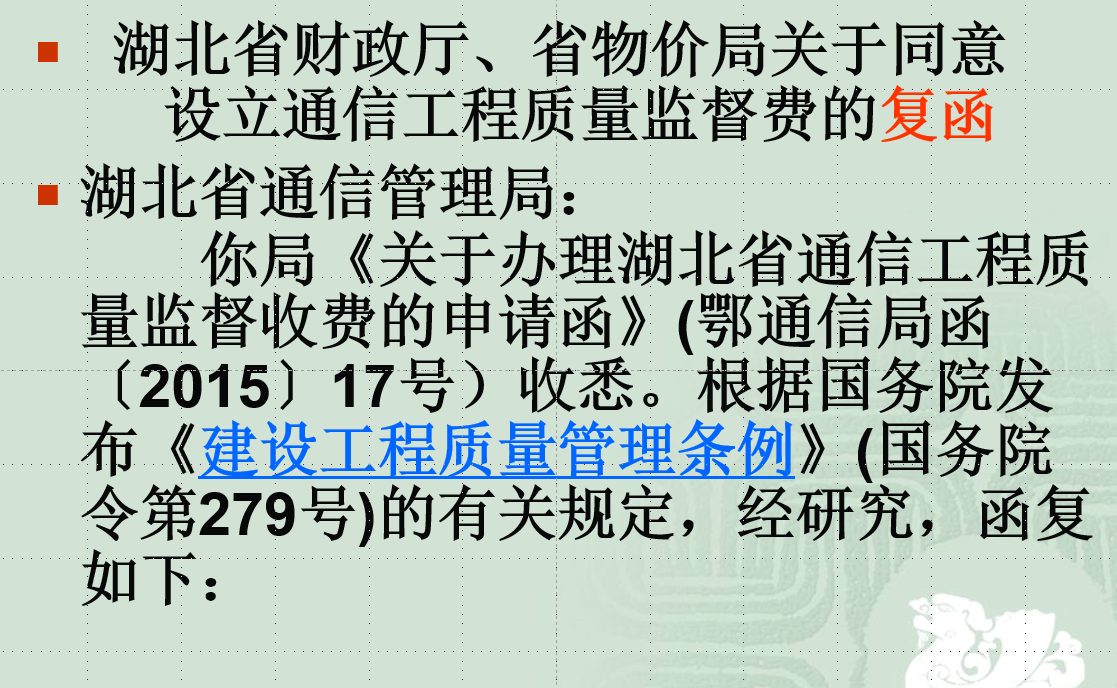 湖北省财政厅、省物价局关于同意
设立通信工程质量监督费的复函
湖北省通信管理局：
你局《关于办理湖北省通信工程质
量监督收费的申请函》(鄂通信局函
〔2015〕17号）收悉。根据国务院发
布《建设工程质量管理条例》(国务院
令第279号)的有关规定，经研究，函复
如下：